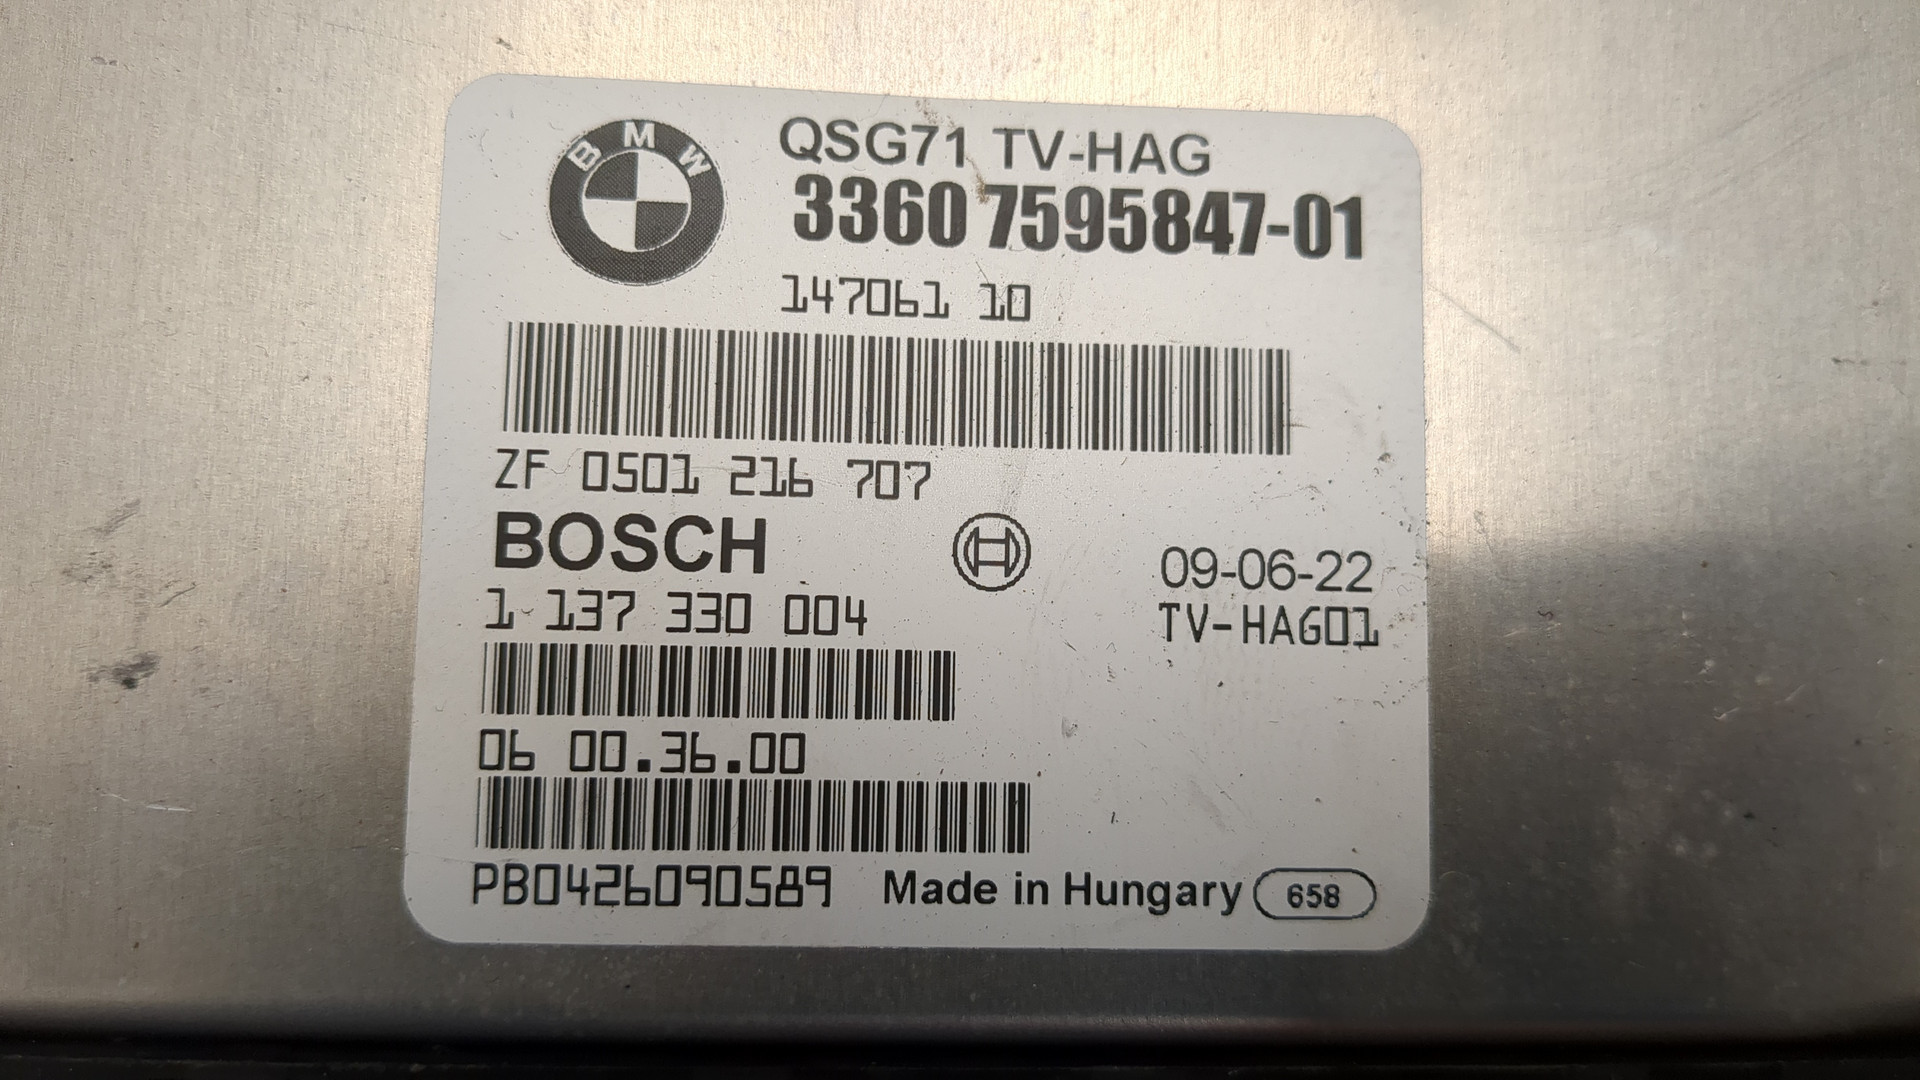 BMW
QSG71 TV-HAG
3360 7595847-01
147061 10
ZF 0501 216 707
BOSCH
09-06-22
1 137 330 004
TV-HAG01
06 00.36.00
PB0426090589
Made in Hungary 658